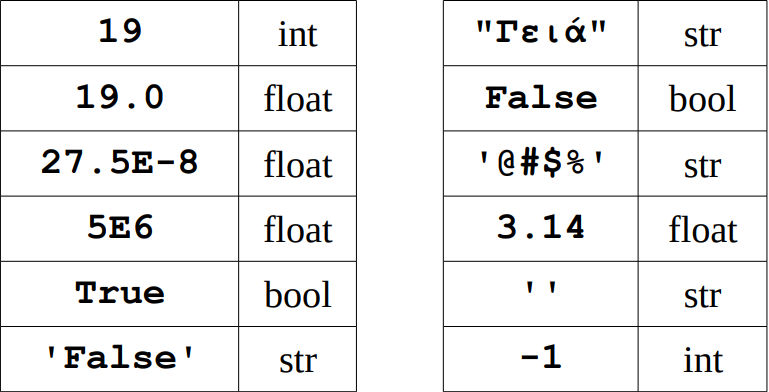 19 int
19.0 float
27.5E-8 float
5E6 float
True bool
'False' str
"Γειά" str
False bool
'@#$%' str
3.14 float
'' str
-1 int